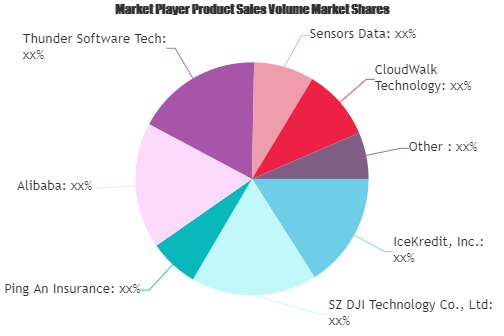 Market Player Product Sales Volume Market Shares
Thunder Software Tech:
xx%
Sensors Data: xx%
CloudWalk
Technology: xx%
Other : xx%
Alibaba: xx%
IceKredit, Inc.:
xx%
Ping An Insurance: xx%
SZ DJI Technology Co., Ltd:
xx%